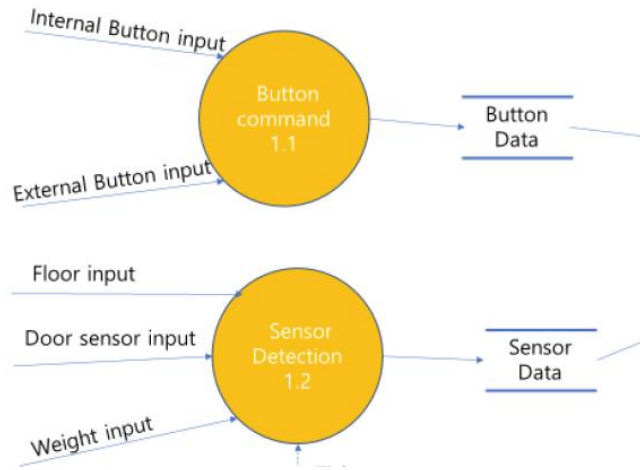 Internal Button input
Button
command
1.1
Button
Data
External Button input
Floor input
Door sensor input
Sensor
Detection
1.2
Sensor
Data
Weight input